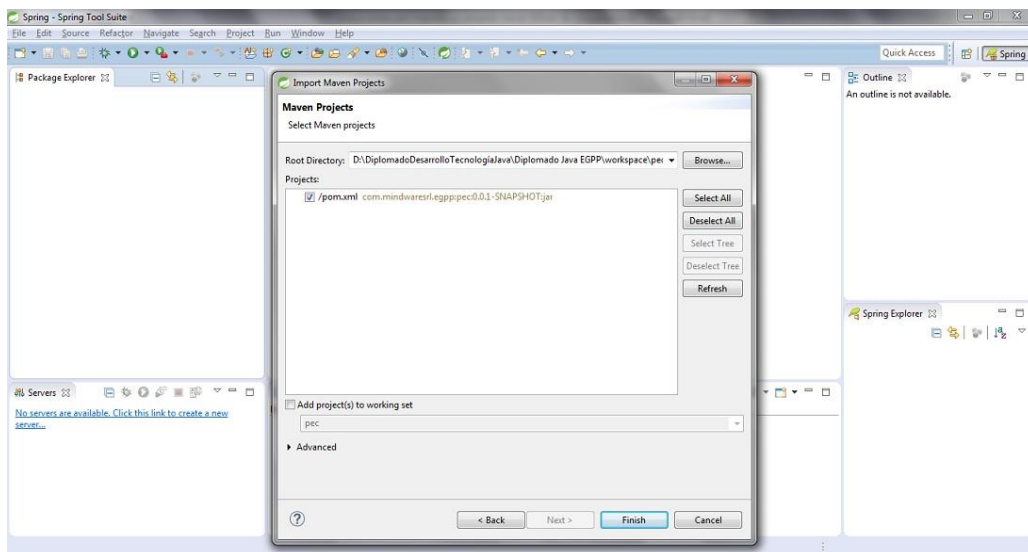 Spring - Spring Tool Suite
File Edit Source Refactor Navigate Search Project Run Window Help
Quick Access
Spring
Package Explorer
Import Maven Projects
Outline
An outline is not available.
Maven Projects
Select Maven projects
Root Directory: D:\DiplomadoDesarrolloTecnologiaJava\Diplomado Java EGPP\workspace\pec
Browse...
Projects:
/pom.xml com.mindwaresrl.egpp:pec:0.0.1-SNAPSHOT:jar
Select All
Deselect All
Select Tree
Deselect Tree
Refresh
Spring Explorer
Servers
No servers are available. Click this link to create a new
server...
Add project(s) to working set
pec
Advanced
< Back
Next >
Finish
Cancel